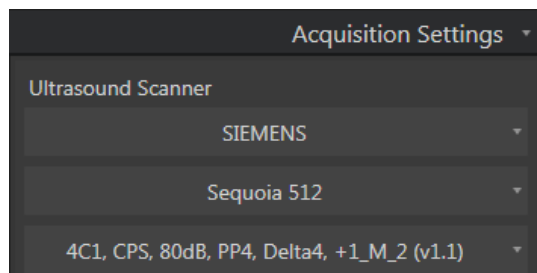 Acquisition Settings
Ultrasound Scanner
SIEMENS
Sequoia 512
4C1, CPS, 80dB, PP4, Delta4, +1_M_2 (v1.1)